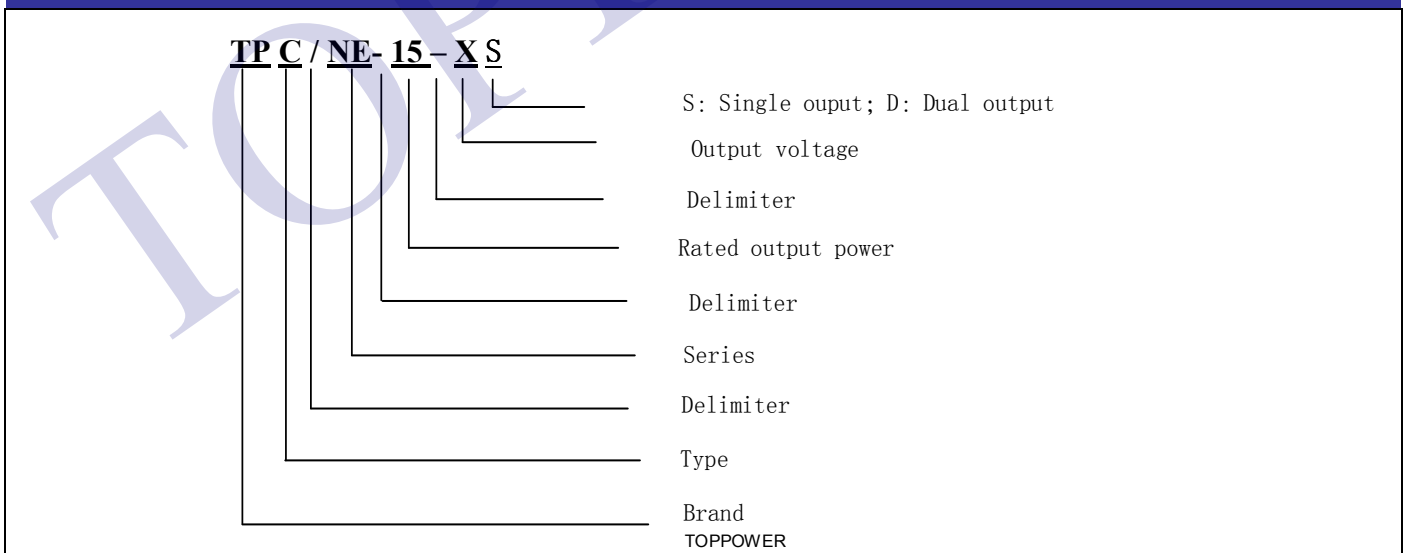 TP C / NE- 15 – X S
S: Single ouput; D: Dual output
Output voltage
Delimiter
Rated output power
Delimiter
Series
Delimiter
Type
Brand
TOPPOWER